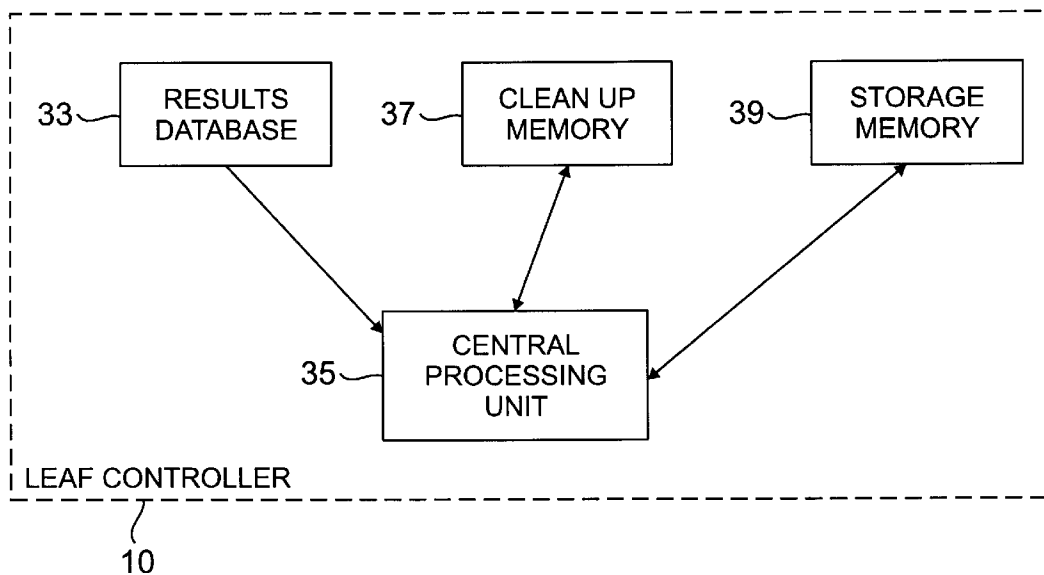 33
RESULTS
DATABASE
37
CLEAN UP
MEMORY
39
STORAGE
MEMORY
35
CENTRAL
PROCESSING
UNIT
LEAF CONTROLLER
10